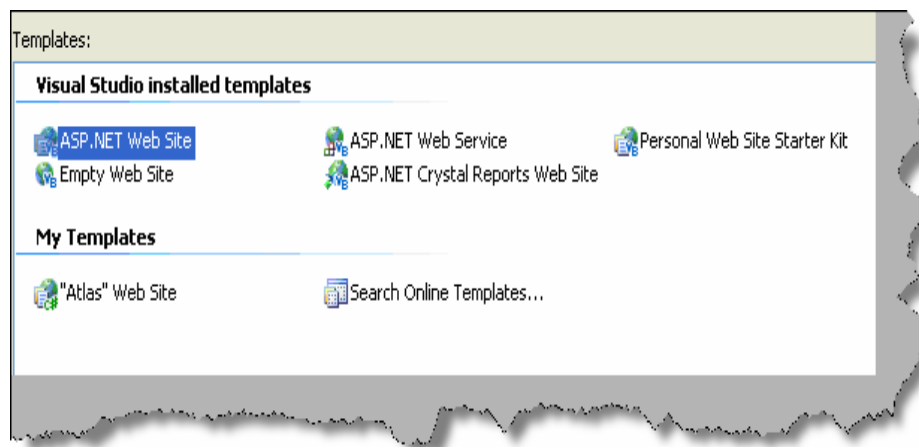 Templates:
Visual Studio installed templates
ASP.NET Web Site
ASP.NET Web Service
Personal Web Site Starter Kit
Empty Web Site
ASP.NET Crystal Reports Web Site
My Templates
"Atlas" Web Site
Search Online Templates...